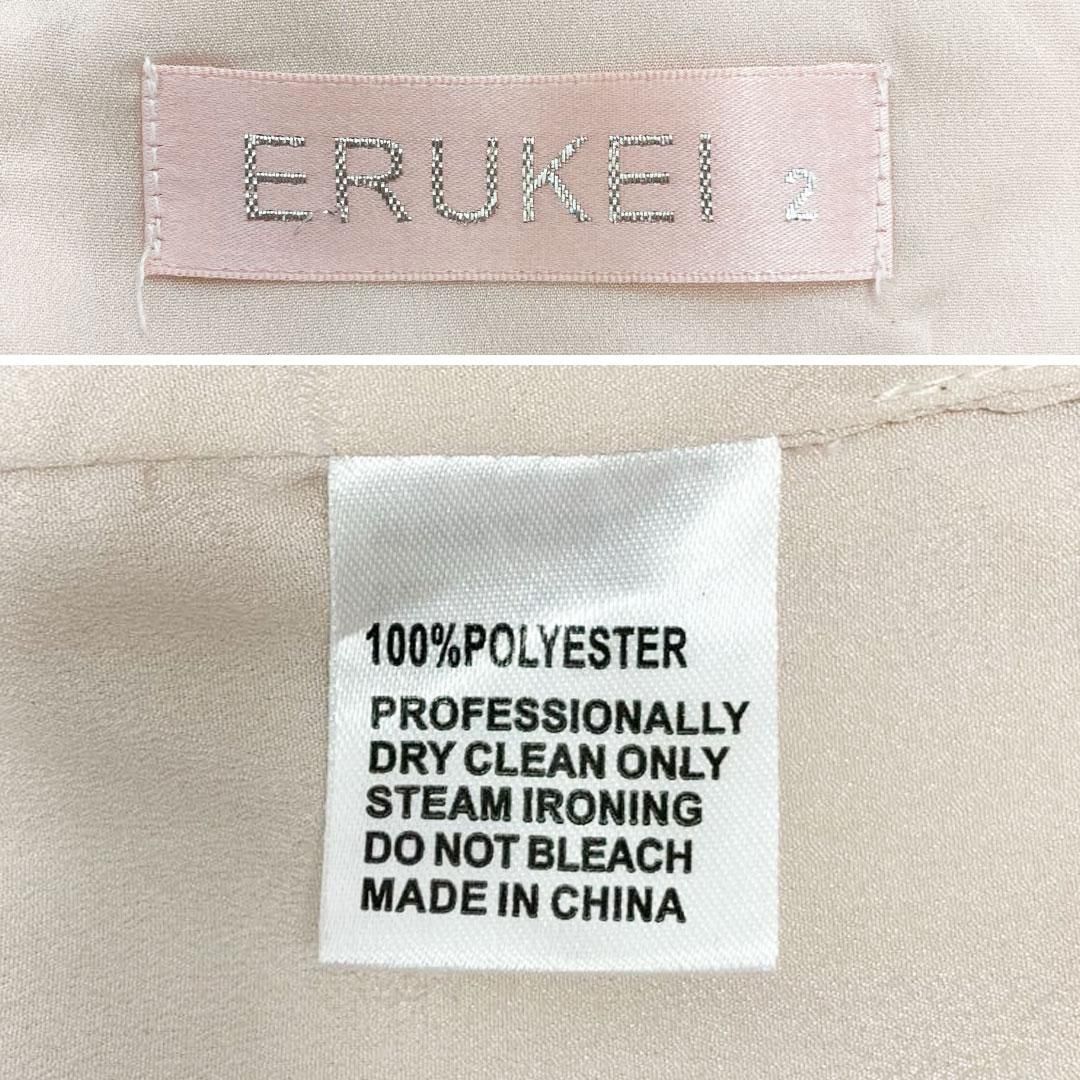 ERUKEI 2
100%POLYESTER
PROFESSIONALLY
DRY CLEAN ONLY
STEAM IRONING
DO NOT BLEACH
MADE IN CHINA